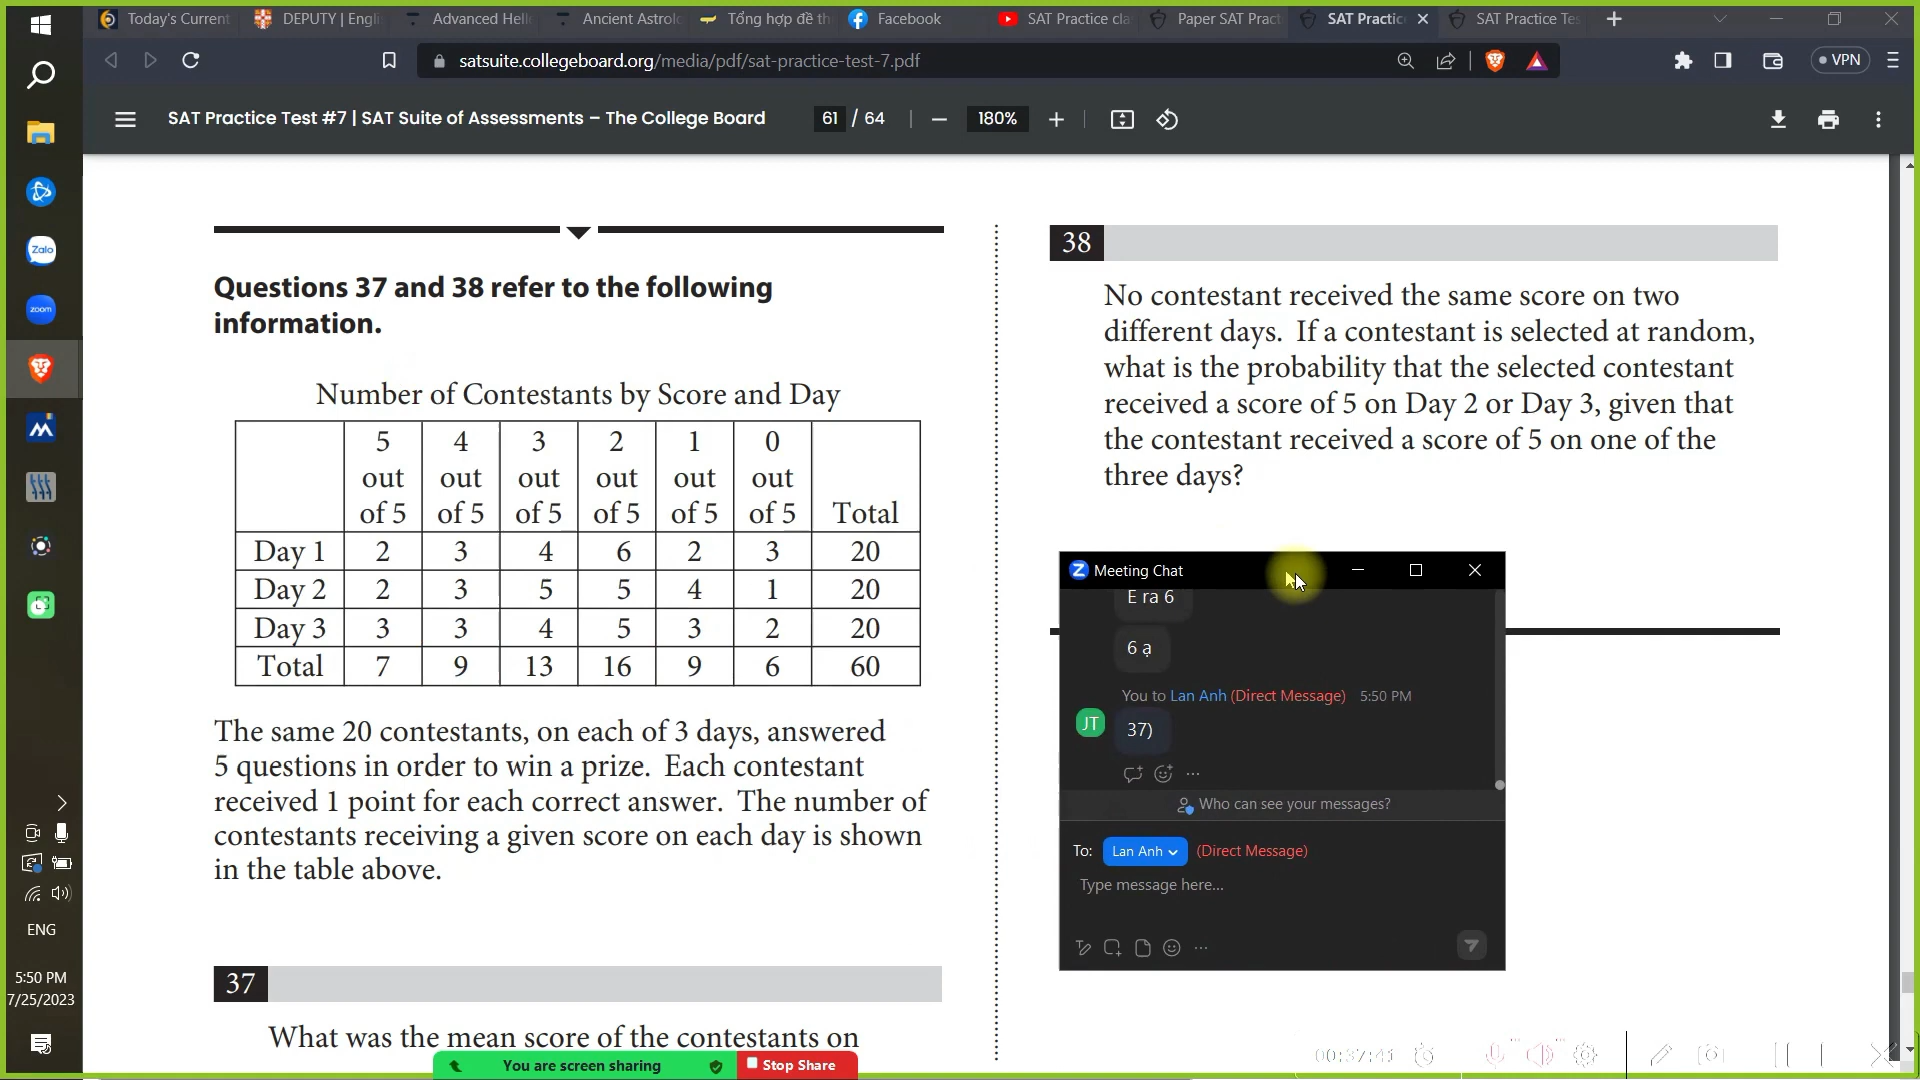 Today's Current
DEPUTY | Engli
Advanced Hell
Ancient Astrolo
Tổng hợp đề th
Facebook
SAT Practice cla
Paper SAT Pract
SAT Practic
SAT Practice Tes
satsuite.collegeboard.org/media/pdf/sat-practice-test-7.pdf
VPN
SAT Practice Test #7 | SAT Suite of Assessments – The College Board
61 / 64
180%
Zalo
zoom
ENG
5:50 PM
7/25/2023
Questions 37 and 38 refer to the following
information.
Number of Contestants by Score and Day
5 out of 5 4 out of 5 3 out of 5 2 out of 5 1 out of 5 0 out of 5 Total
Day 1 2 3 4 6 2 3 20
Day 2 2 3 5 5 4 1 20
Day 3 3 3 4 5 3 2 20
Total 7 9 13 16 9 6 60
The same 20 contestants, on each of 3 days, answered
5 questions in order to win a prize. Each contestant
received 1 point for each correct answer. The number of
contestants receiving a given score on each day is shown
in the table above.
37
What was the mean score of the contestants on
38
No contestant received the same score on two
different days. If a contestant is selected at random,
what is the probability that the selected contestant
received a score of 5 on Day 2 or Day 3, given that
the contestant received a score of 5 on one of the
three days?
Meeting Chat
E ra 6
6 ạ
You to Lan Anh (Direct Message) 5:50 PM
JT
37)
Who can see your messages?
To: Lan Anh (Direct Message)
Type message here...
You are screen sharing
Stop Share
00:37:41